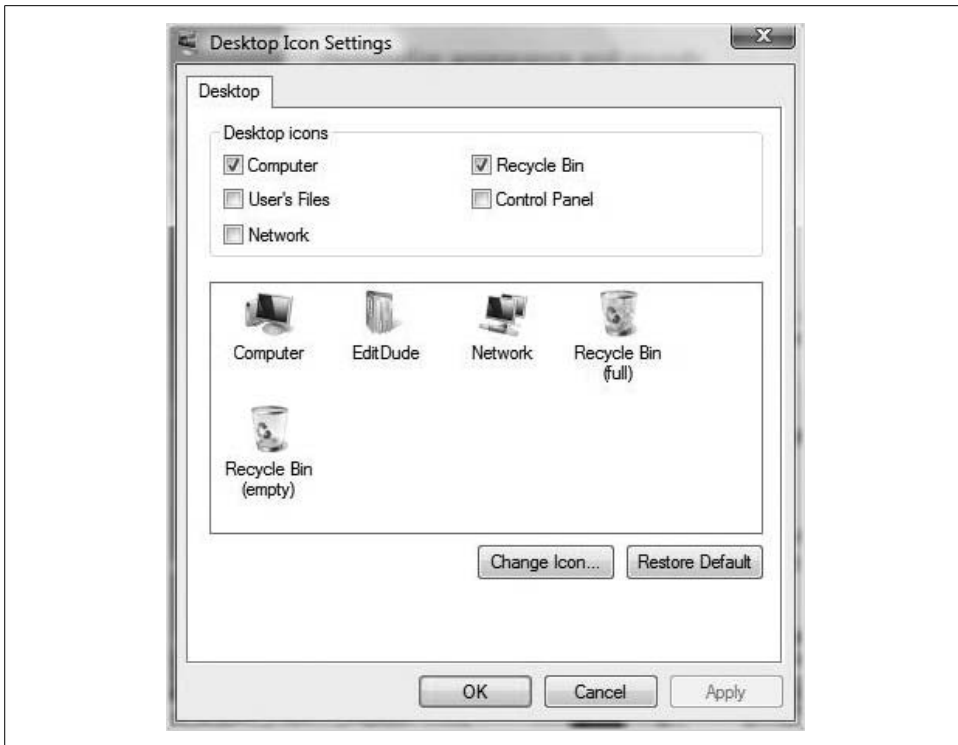 Desktop Icon Settings
Desktop
Desktop icons
Computer
Recycle Bin
User's Files
Control Panel
Network
Computer
EditDude
Network
Recycle Bin
(full)
Recycle Bin
(empty)
Change Icon...
Restore Default
OK
Cancel
Apply